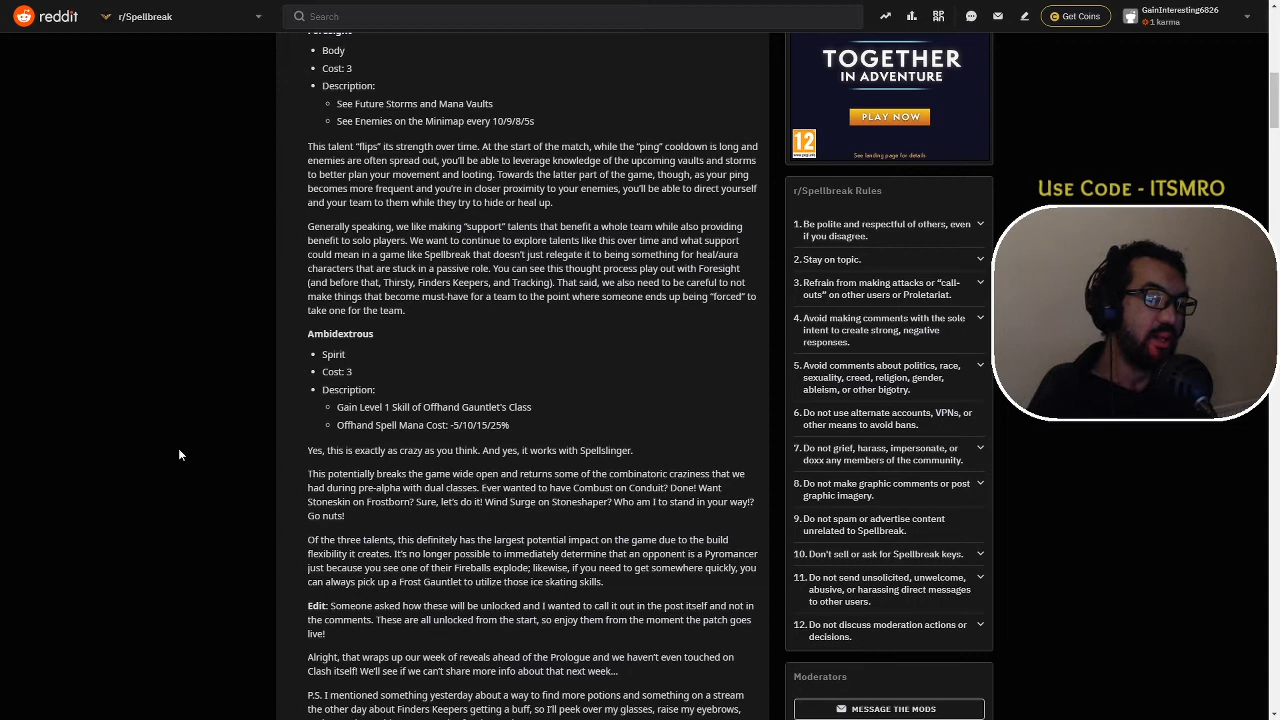 reddit
r/Spellbreak
Search
Get Coins
GainInteresting6826
1 karma
Foresight
• Body
• Cost: 3
• Description:
See Future Storms and Mana Vaults
See Enemies on the Minimap every 10/9/8/5s
This talent “flips” its strength over time. At the start of the match, while the “ping” cooldown is long and
enemies are often spread out, you’ll be able to leverage knowledge of the upcoming vaults and storms
to better plan your movement and looting. Towards the latter part of the game, though, as your ping
becomes more frequent and you’re in closer proximity to your enemies, you’ll be able to direct yourself
and your team to them while they try to hide or heal up.
Generally speaking, we like making “support” talents that benefit a whole team while also providing
benefit to solo players. We want to continue to explore talents like this over time and what support
could mean in a game like Spellbreak that doesn’t just relegate it to being something for heal/aura
characters that are stuck in a passive role. You can see this thought process play out with Foresight
(and before that, Thirsty, Finders Keepers, and Tracking). That said, we also need to be careful to not
make things that become must-have for a team to the point where someone ends up being “forced” to
take one for the team.
Ambidextrous
• Spirit
• Cost: 3
• Description:
Gain Level 1 Skill of Offhand Gauntlet's Class
Offhand Spell Mana Cost: -5/10/15/25%
Yes, this is exactly as crazy as you think. And yes, it works with Spellslinger.
This potentially breaks the game wide open and returns some of the combinatoric craziness that we
had during pre-alpha with dual classes. Ever wanted to have Combust on Conduit? Done! Want
Stoneskin on Frostborn? Sure, let’s do it! Wind Surge on Stoneshaper? Who am I to stand in your way!?
Go nuts!
Of the three talents, this definitely has the largest potential impact on the game due to the build
flexibility it creates. It’s no longer possible to immediately determine that an opponent is a Pyromancer
just because you see one of their Fireballs explode; likewise, if you need to get somewhere quickly, you
can always pick up a Frost Gauntlet to utilize those ice skating skills.
Edit: Someone asked how these will be unlocked and I wanted to call it out in the post itself and not in
the comments. These are all unlocked from the start, so enjoy them from the moment the patch goes
live!
Alright, that wraps up our week of reveals ahead of the Prologue and we haven’t even touched on
Clash itself! We’ll see if we can’t share more info about that next week…
P.S. I mentioned something yesterday about a way to find more potions and something on a stream
the other day about Finders Keepers getting a buff, so I’ll peek over my glasses, raise my eyebrows,
TOGETHER
IN ADVENTURE
PLAY NOW
12
www.pegi.info
See landing page for details
r/Spellbreak Rules
1. Be polite and respectful of others, even
if you disagree.
2. Stay on topic.
3. Refrain from making attacks or “call-
outs” on other users or Proletariat.
4. Avoid making comments with the sole
intent to create strong, negative
responses.
5. Avoid comments about politics, race,
sexuality, creed, religion, gender,
ableism, or other bigotry.
6. Do not use alternate accounts, VPNs, or
other means to avoid bans.
7. Do not grief, harass, impersonate, or
doxx any members of the community.
8. Do not make graphic comments or post
graphic imagery.
9. Do not spam or advertise content
unrelated to Spellbreak.
10. Don't sell or ask for Spellbreak keys.
11. Do not send unsolicited, unwelcome,
abusive, or harassing direct messages
to other users.
12. Do not discuss moderation actions or
decisions.
Moderators
MESSAGE THE MODS
USE CODE - ITSMRO